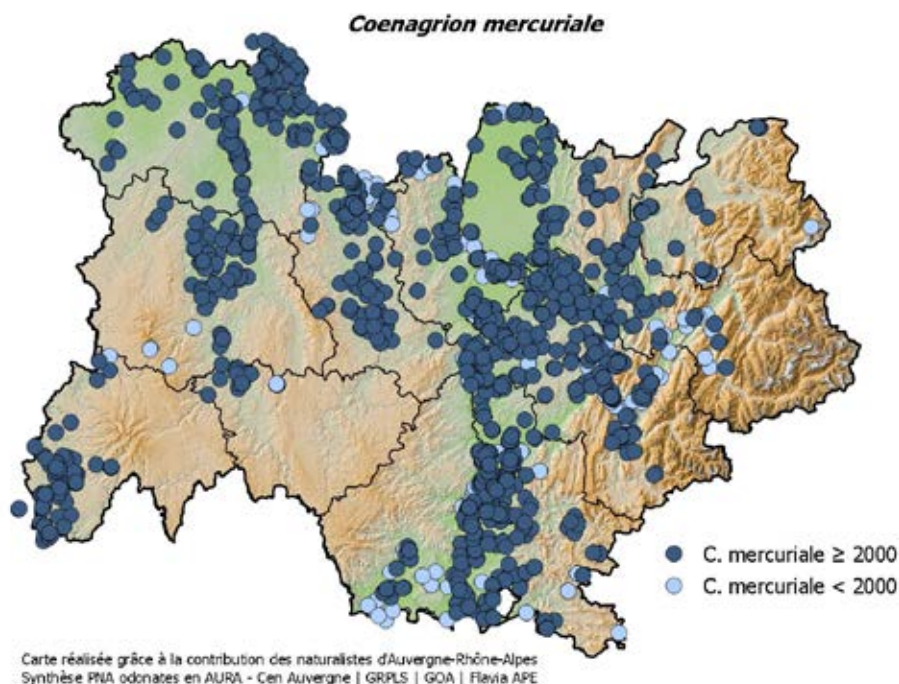 Coenagrion mercuriale
C. mercuriale ≥ 2000
C. mercuriale < 2000
Carte réalisée grâce à la contribution des naturalistes d'Auvergne-Rhône-Alpes
Synthèse PNA odonates en AURA - Cen Auvergne | GRPLS | GOA | Flavia APE